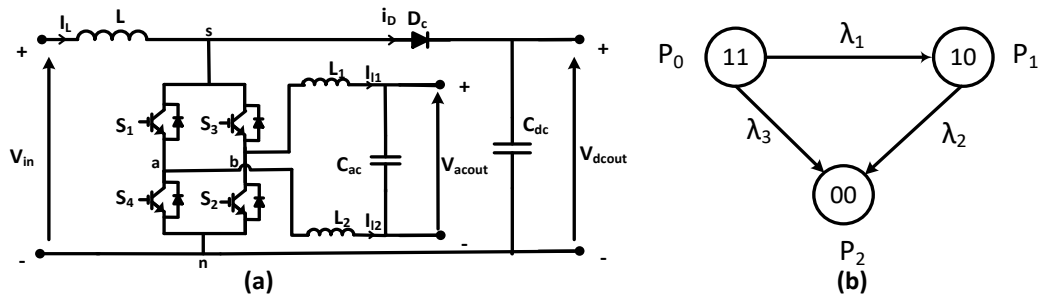 I_L L s i_D D_c
+ + P_0 11 λ_1 10 P_1
L_1 I_l1
S_1 S_3 + λ_3 λ_2
V_in a b C_ac V_acout C_dc V_dcout
S_4 S_2 00
L_2 I_l2
- n - - P_2
(a) (b)